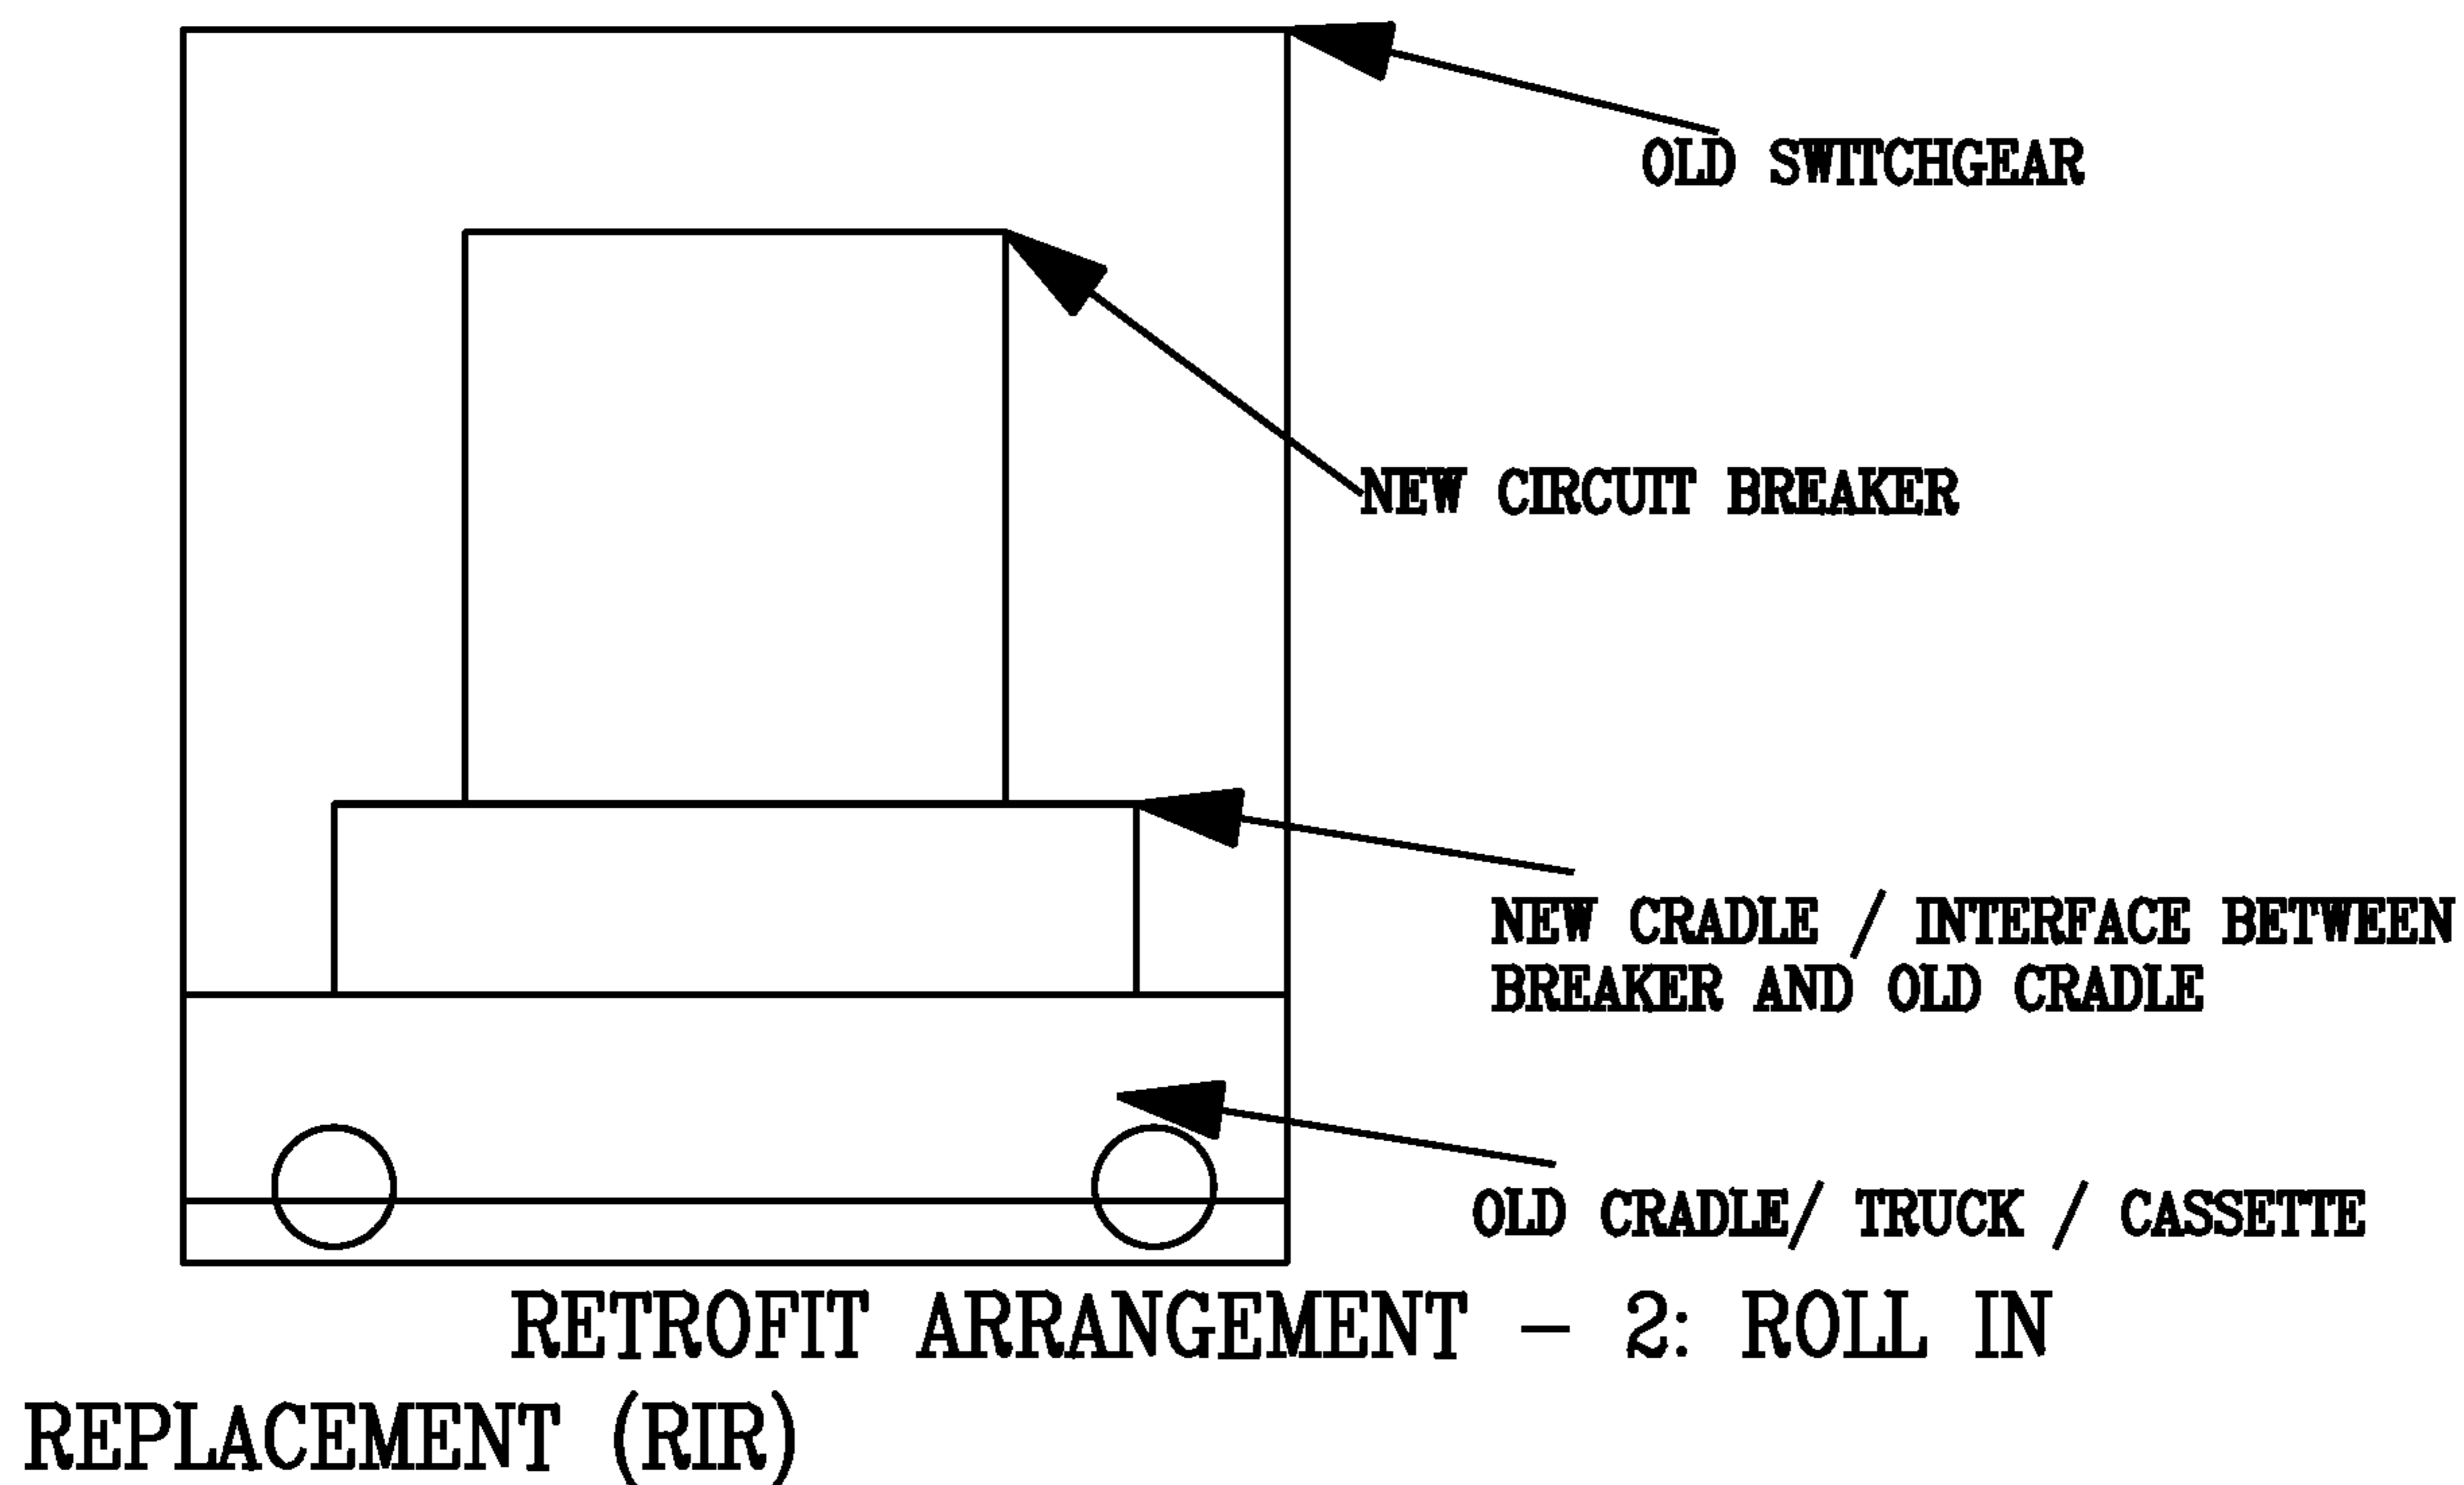 OLD SWITCHGEAR
NEW CIRCUIT BREAKER
NEW CRADLE / INTERFACE BETWEEN
BREAKER AND OLD CRADLE
OLD CRADLE/ TRUCK / CASSETTE
RETROFIT ARRANGEMENT - 2: ROLL IN
REPLACEMENT (RIR)